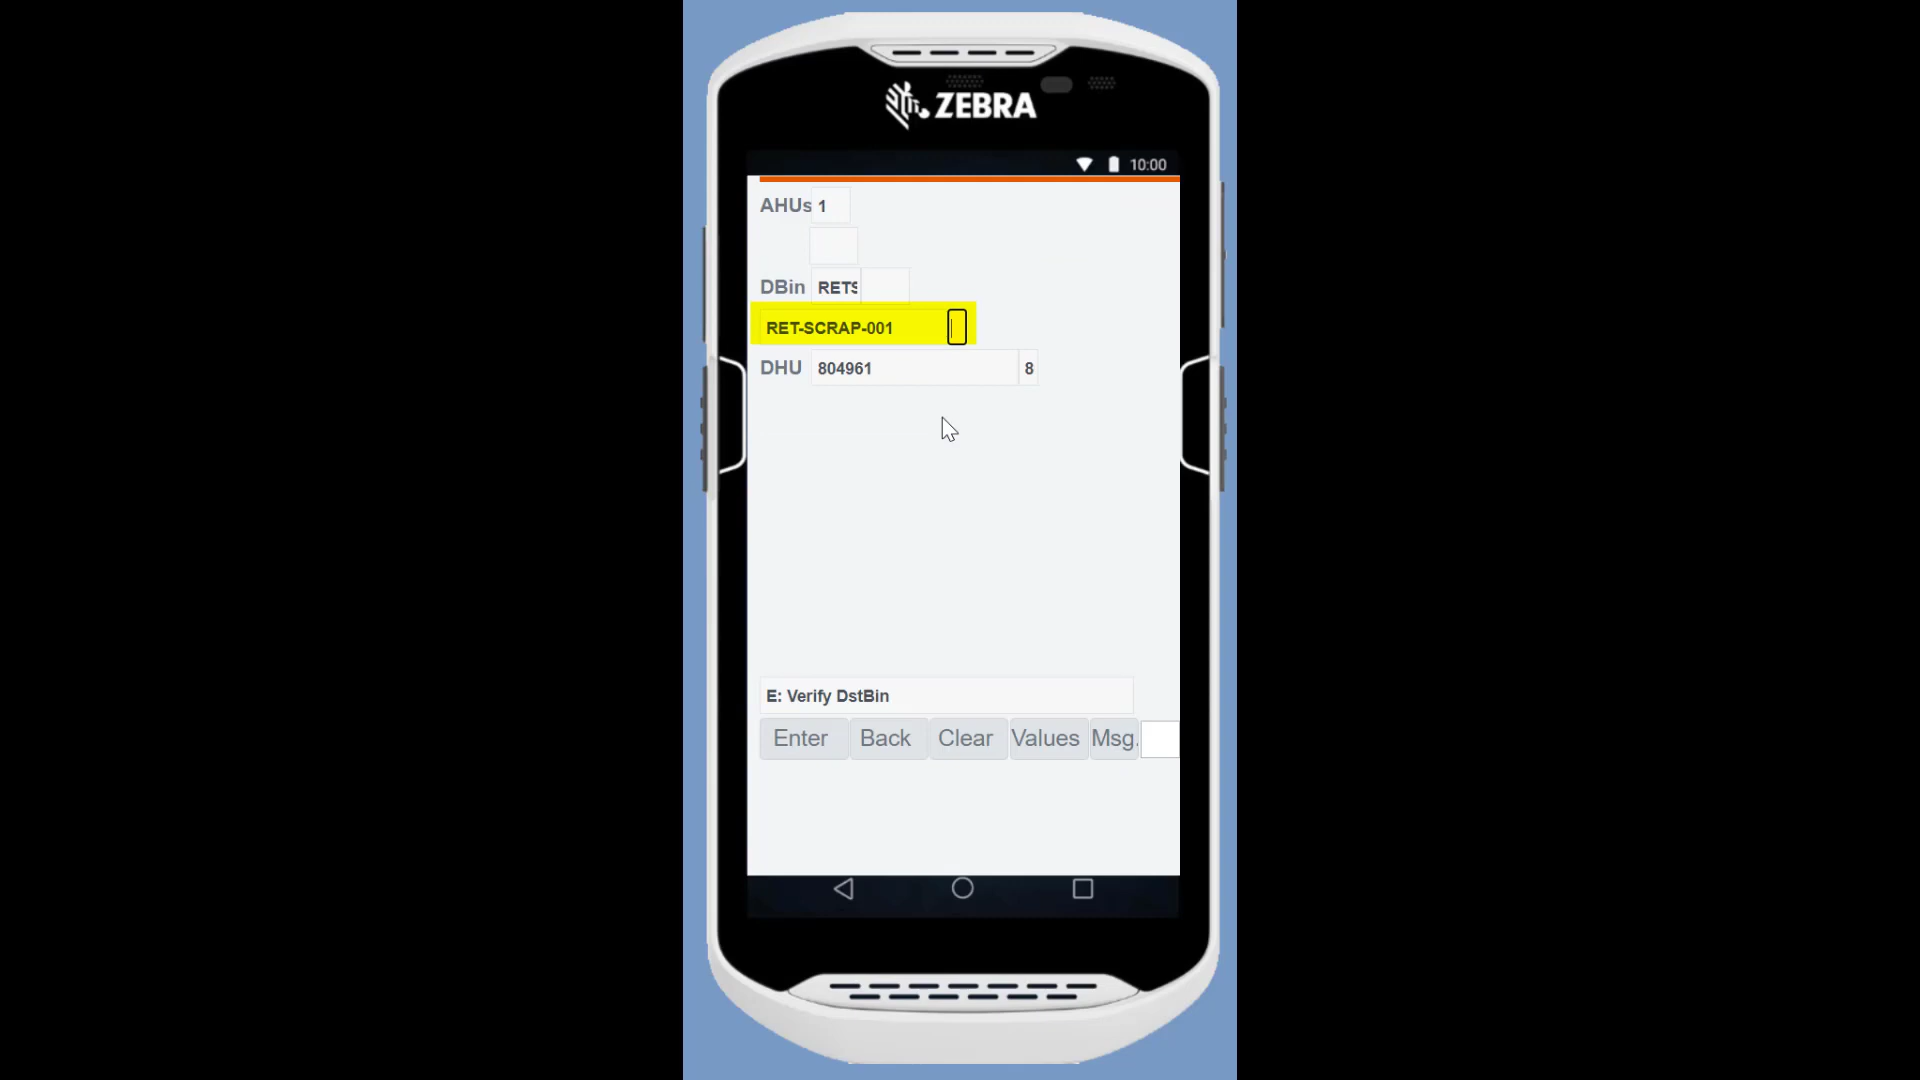 ZEBRA
10:00
AHUs 1
DBin RETS
RET-SCRAP-001
DHU 804961 8
E: Verify DstBin
Enter Back Clear Values Msg.